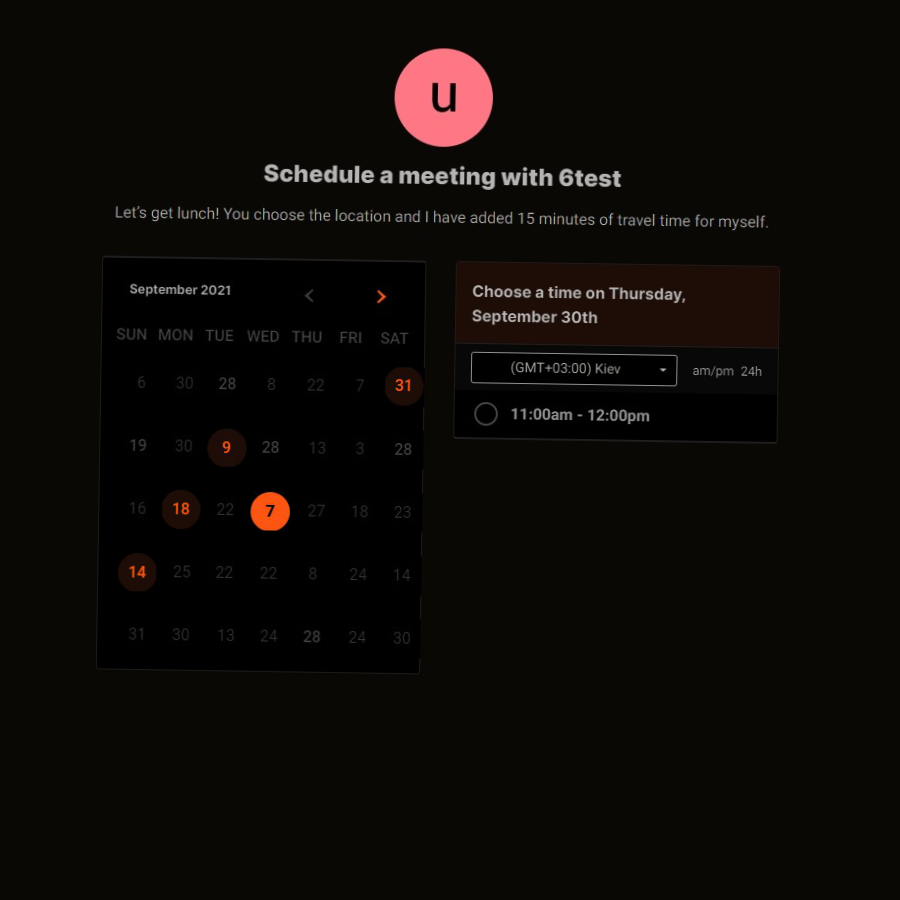 u
Schedule a meeting with 6test
Let's get lunch! You choose the location and I have added 15 minutes of travel time for myself.
September 2021
SUN MON TUE WED THU FRI SAT
6 30 28 8 22 7 31
19 30 9 28 13 3 28
16 18 22 7 27 18 23
14 25 22 22 8 24 14
31 30 13 24 28 24 30
Choose a time on Thursday,
September 30th
(GMT+03:00) Kiev am/pm 24h
11:00am - 12:00pm